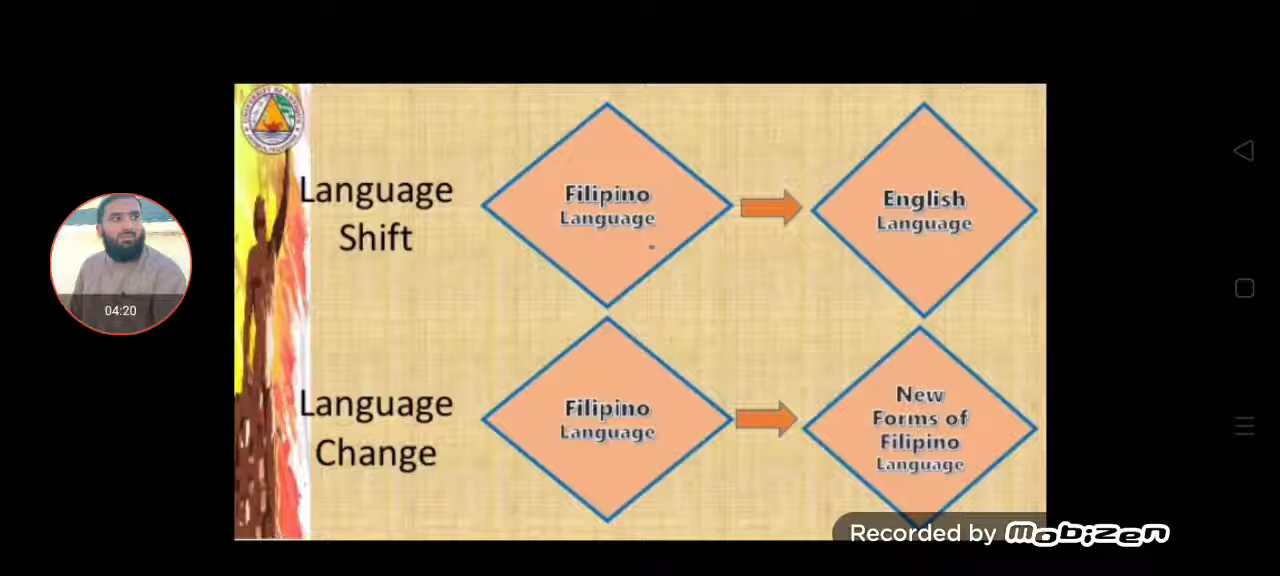 Language
Shift
Filipino
Language
English
Language
Language
Change
Filipino
Language
New
Forms of
Filipino
Language
04:20
Recorded by mobizen